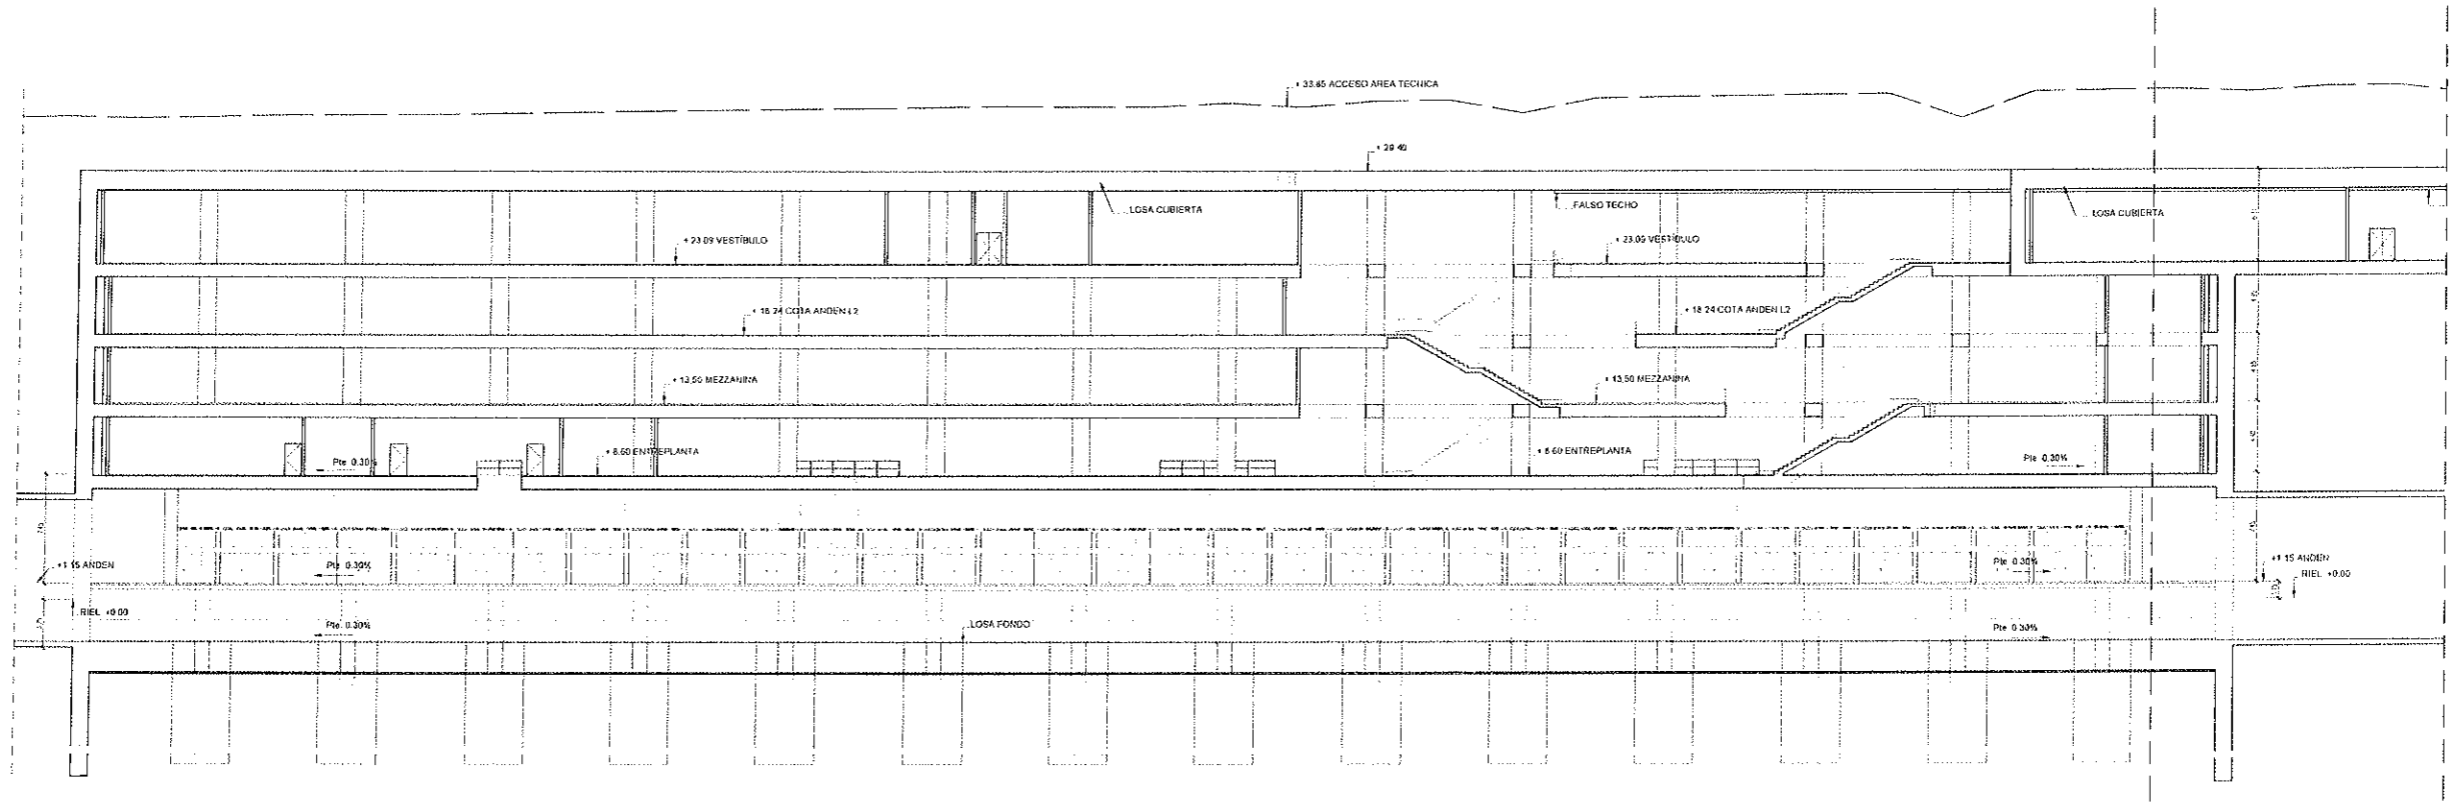 + 33.65 ACCESO AREA TECNICA
+ 29.40
LOSA CUBIERTA
FALSO TECHO
LOSA CUBIERTA
+ 23.09 VESTÍBULO
+ 23.09 VESTÍBULO
+ 18.24 COTA ANDEN L2
+ 18.24 COTA ANDEN L2
+ 13,50 MEZZANINA
+ 13,50 MEZZANINA
+ 8.60 ENTREPLANTA
+ 8.60 ENTREPLANTA
Pte 0.30%
Pte 0.30%
+1.15 ANDEN
Pte 0.30%
Pte 0.30%
+1.15 ANDEN
RIEL +0.00
RIEL +0.00
Pte 0.30%
LOSA FONDO
Pte 0.30%